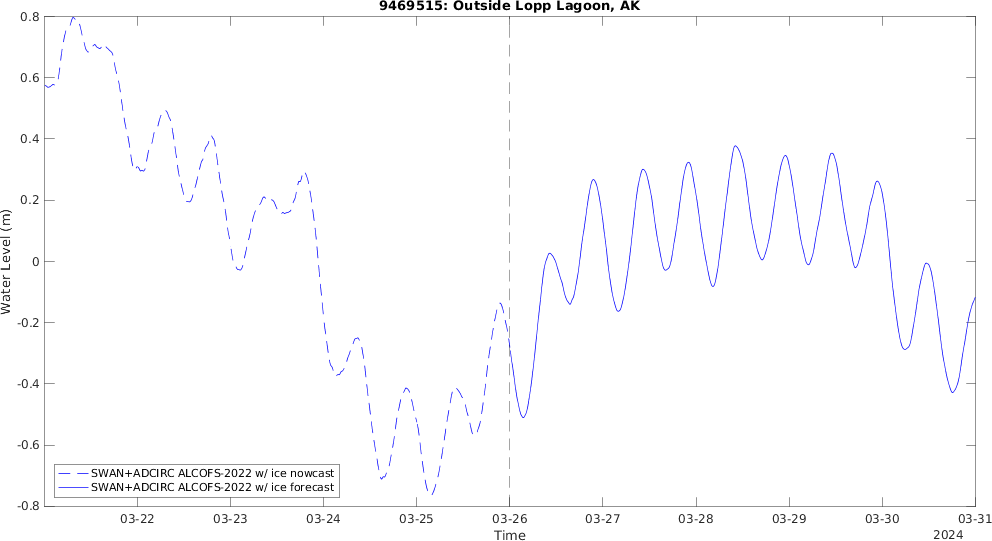 9469515: Outside Lopp Lagoon, AK
0.8
0.6
0.4
0.2
0
-0.2
-0.4
-0.6
-0.8
Water Level (m)
SWAN+ADCIRC ALCOFS-2022 w/ ice nowcast
SWAN+ADCIRC ALCOFS-2022 w/ ice forecast
03-22 03-23 03-24 03-25 03-26 03-27 03-28 03-29 03-30 03-31
Time
2024